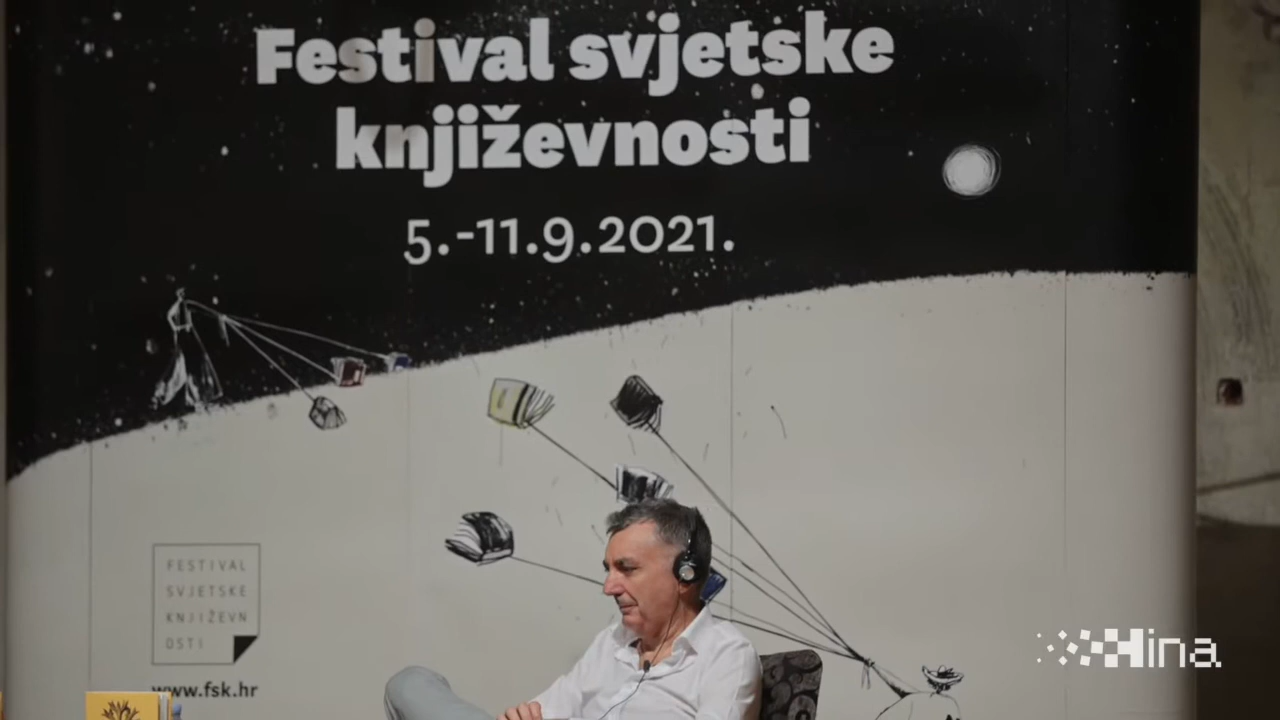 Festival svjetske
književnosti
5.-11.9.2021.
FESTIVAL
SVJETSKE
KNJIŽEVN
OSTI
www.fsk.hr
Hina